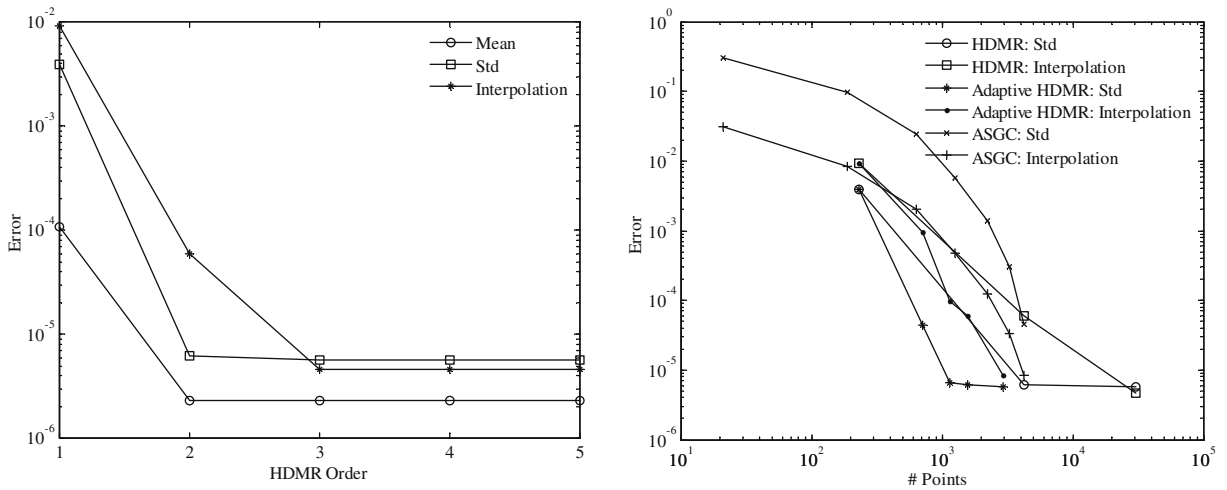 10^-2
10^-3
10^-4
10^-5
10^-6
Error
1
2
3
4
5
HDMR Order
Mean
Std
Interpolation
10^0
10^-1
10^-2
10^-3
10^-4
10^-5
10^-6
Error
10^1
10^2
10^3
10^4
10^5
# Points
HDMR: Std
HDMR: Interpolation
Adaptive HDMR: Std
Adaptive HDMR: Interpolation
ASGC: Std
ASGC: Interpolation